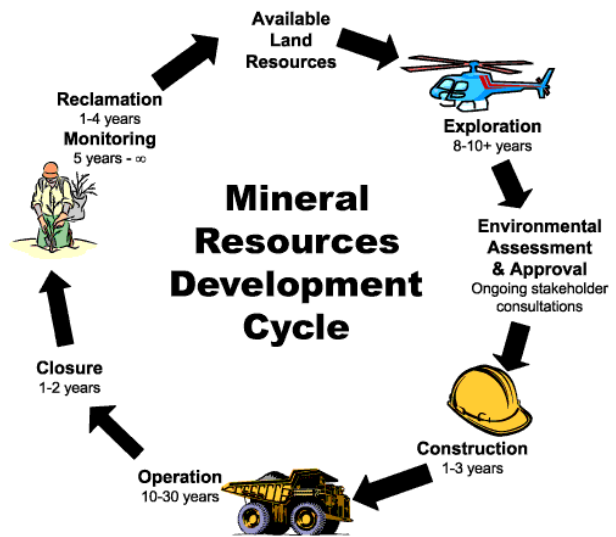 Available
Land
Resources
Exploration
8-10+ years
Environmental
Assessment
& Approval
Ongoing stakeholder
consultations
Construction
1-3 years
Operation
10-30 years
Closure
1-2 years
Reclamation
1-4 years
Monitoring
5 years - ∞
Mineral
Resources
Development
Cycle